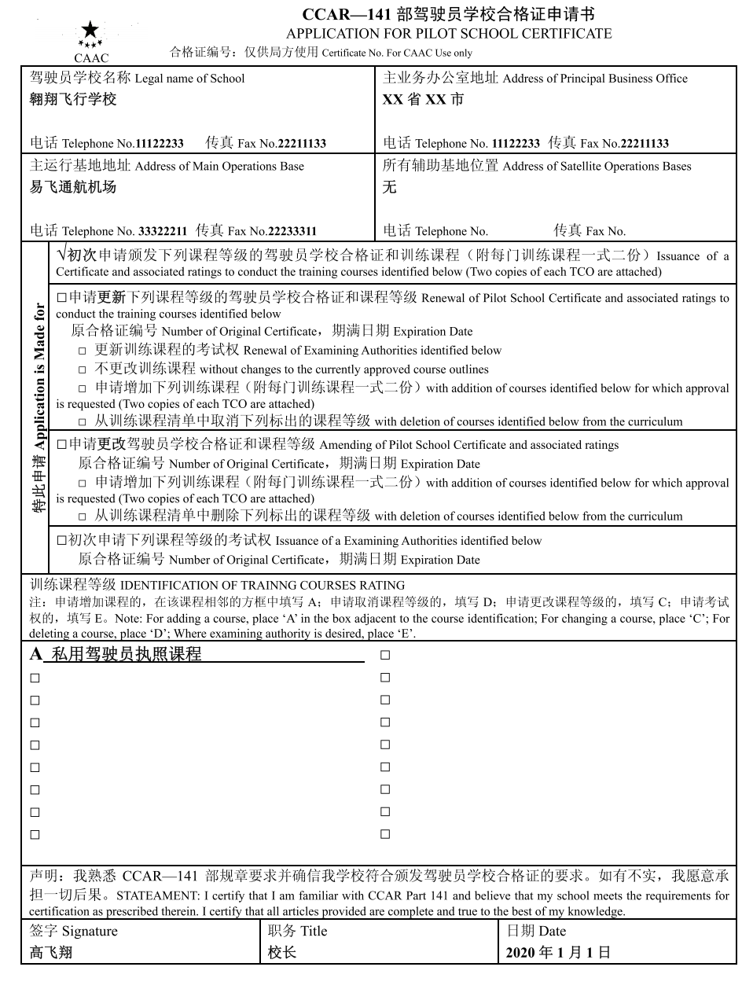 CCAR—141 部驾驶员学校合格证申请书
APPLICATION FOR PILOT SCHOOL CERTIFICATE
CAAC
合格证编号：仅供局方使用 Certificate No. For CAAC Use only
驾驶员学校名称 Legal name of School
翱翔飞行学校
电话 Telephone No.11122233 传真 Fax No.22211133
主业务办公室地址 Address of Principal Business Office
XX 省 XX 市
电话 Telephone No. 11122233 传真 Fax No.22211133
主运行基地地址 Address of Main Operations Base
易飞通航机场
电话 Telephone No. 33322211 传真 Fax No.22233311
所有辅助基地位置 Address of Satellite Operations Bases
无
电话 Telephone No. 传真 Fax No.
特此申请 Application is Made for
√初次申请颁发下列课程等级的驾驶员学校合格证和训练课程（附每门训练课程一式二份）Issuance of a
Certificate and associated ratings to conduct the training courses identified below (Two copies of each TCO are attached)
□申请更新下列课程等级的驾驶员学校合格证和课程等级 Renewal of Pilot School Certificate and associated ratings to
conduct the training courses identified below
原合格证编号 Number of Original Certificate，期满日期 Expiration Date
□ 更新训练课程的考试权 Renewal of Examining Authorities identified below
□ 不更改训练课程 without changes to the currently approved course outlines
□ 申请增加下列训练课程（附每门训练课程一式二份）with addition of courses identified below for which approval
is requested (Two copies of each TCO are attached)
□ 从训练课程清单中取消下列标出的课程等级 with deletion of courses identified below from the curriculum
□申请更改驾驶员学校合格证和课程等级 Amending of Pilot School Certificate and associated ratings
原合格证编号 Number of Original Certificate，期满日期 Expiration Date
□ 申请增加下列训练课程（附每门训练课程一式二份）with addition of courses identified below for which approval
is requested (Two copies of each TCO are attached)
□ 从训练课程清单中删除下列标出的课程等级 with deletion of courses identified below from the curriculum
□初次申请下列课程等级的考试权 Issuance of a Examining Authorities identified below
原合格证编号 Number of Original Certificate，期满日期 Expiration Date
训练课程等级 IDENTIFICATION OF TRAINNG COURSES RATING
注：申请增加课程的，在该课程相邻的方框中填写 A；申请取消课程等级的，填写 D；申请更改课程等级的，填写 C；申请考试
权的，填写 E。Note: For adding a course, place ‘A’ in the box adjacent to the course identification; For changing a course, place ‘C’; For
deleting a course, place ‘D’; Where examining authority is desired, place ‘E’.
A 私用驾驶员执照课程 □
□ □
□ □
□ □
□ □
□ □
□ □
□ □
□ □
声明：我熟悉 CCAR—141 部规章要求并确信我学校符合颁发驾驶员学校合格证的要求。如有不实，我愿意承
担一切后果。STATEAMENT: I certify that I am familiar with CCAR Part 141 and believe that my school meets the requirements for
certification as prescribed therein. I certify that all articles provided are complete and true to the best of my knowledge.
签字 Signature
高飞翔
职务 Title
校长
日期 Date
2020 年 1 月 1 日